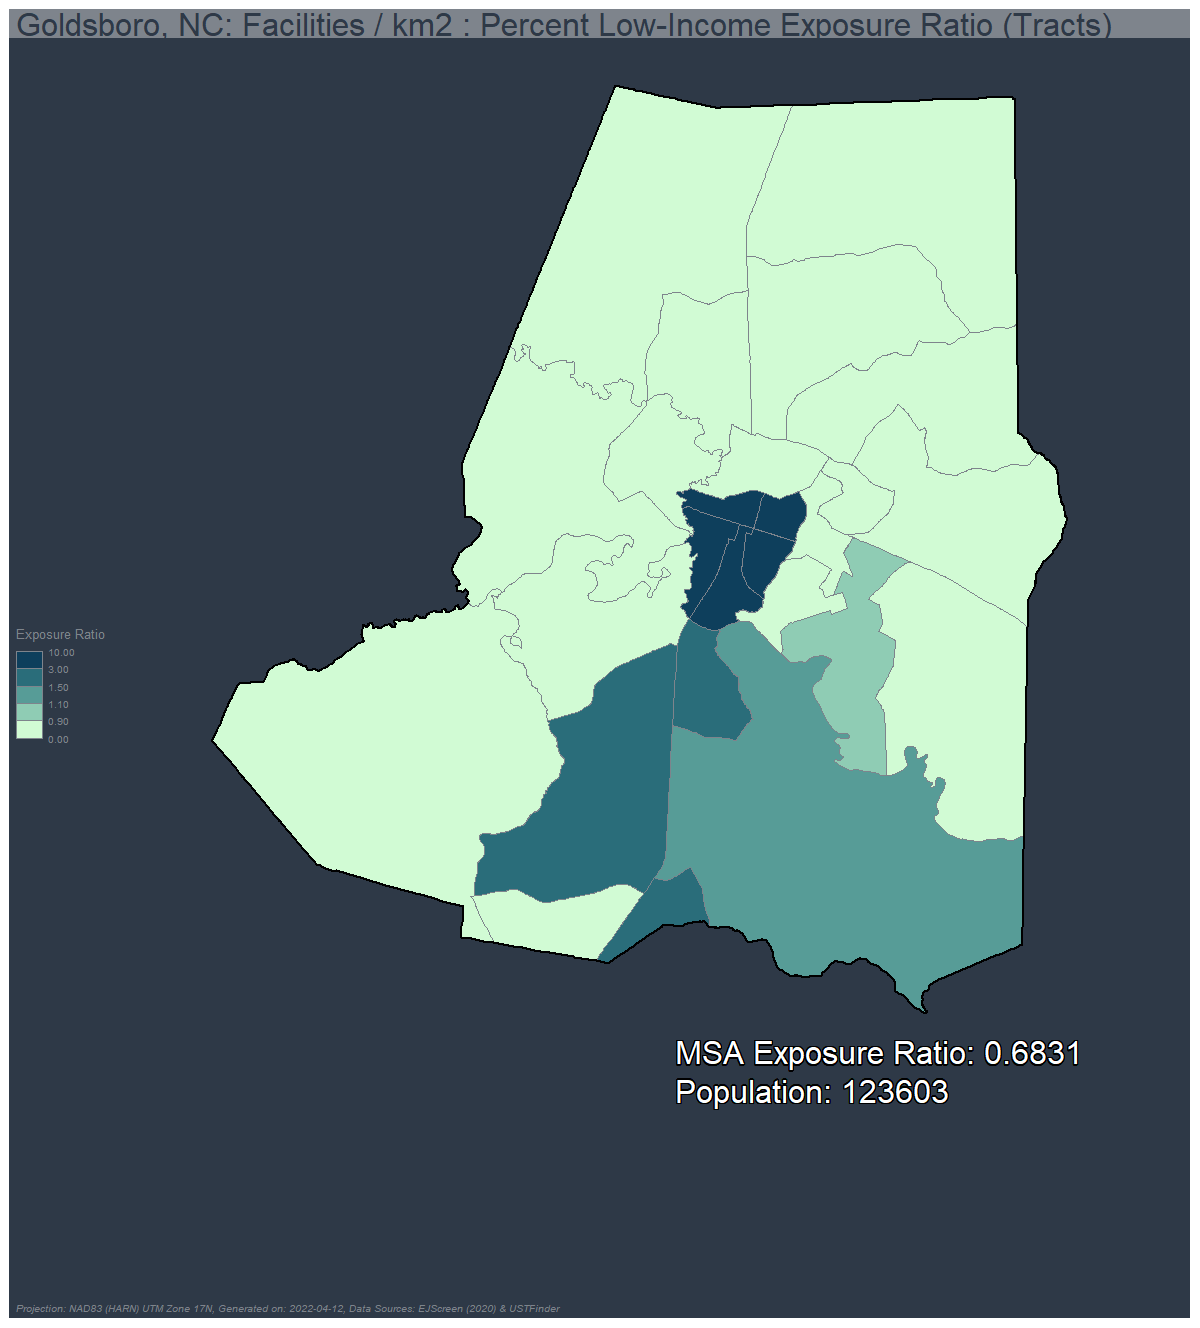 Goldsboro, NC: Facilities / km2 : Percent Low-Income Exposure Ratio (Tracts)
Exposure Ratio
10.00
3.00
1.50
1.10
0.90
0.00
MSA Exposure Ratio: 0.6831
Population: 123603
Projection: NAD83 (HARN) UTM Zone 17N, Generated on: 2022-04-12, Data Sources: EJScreen (2020) & USTFinder